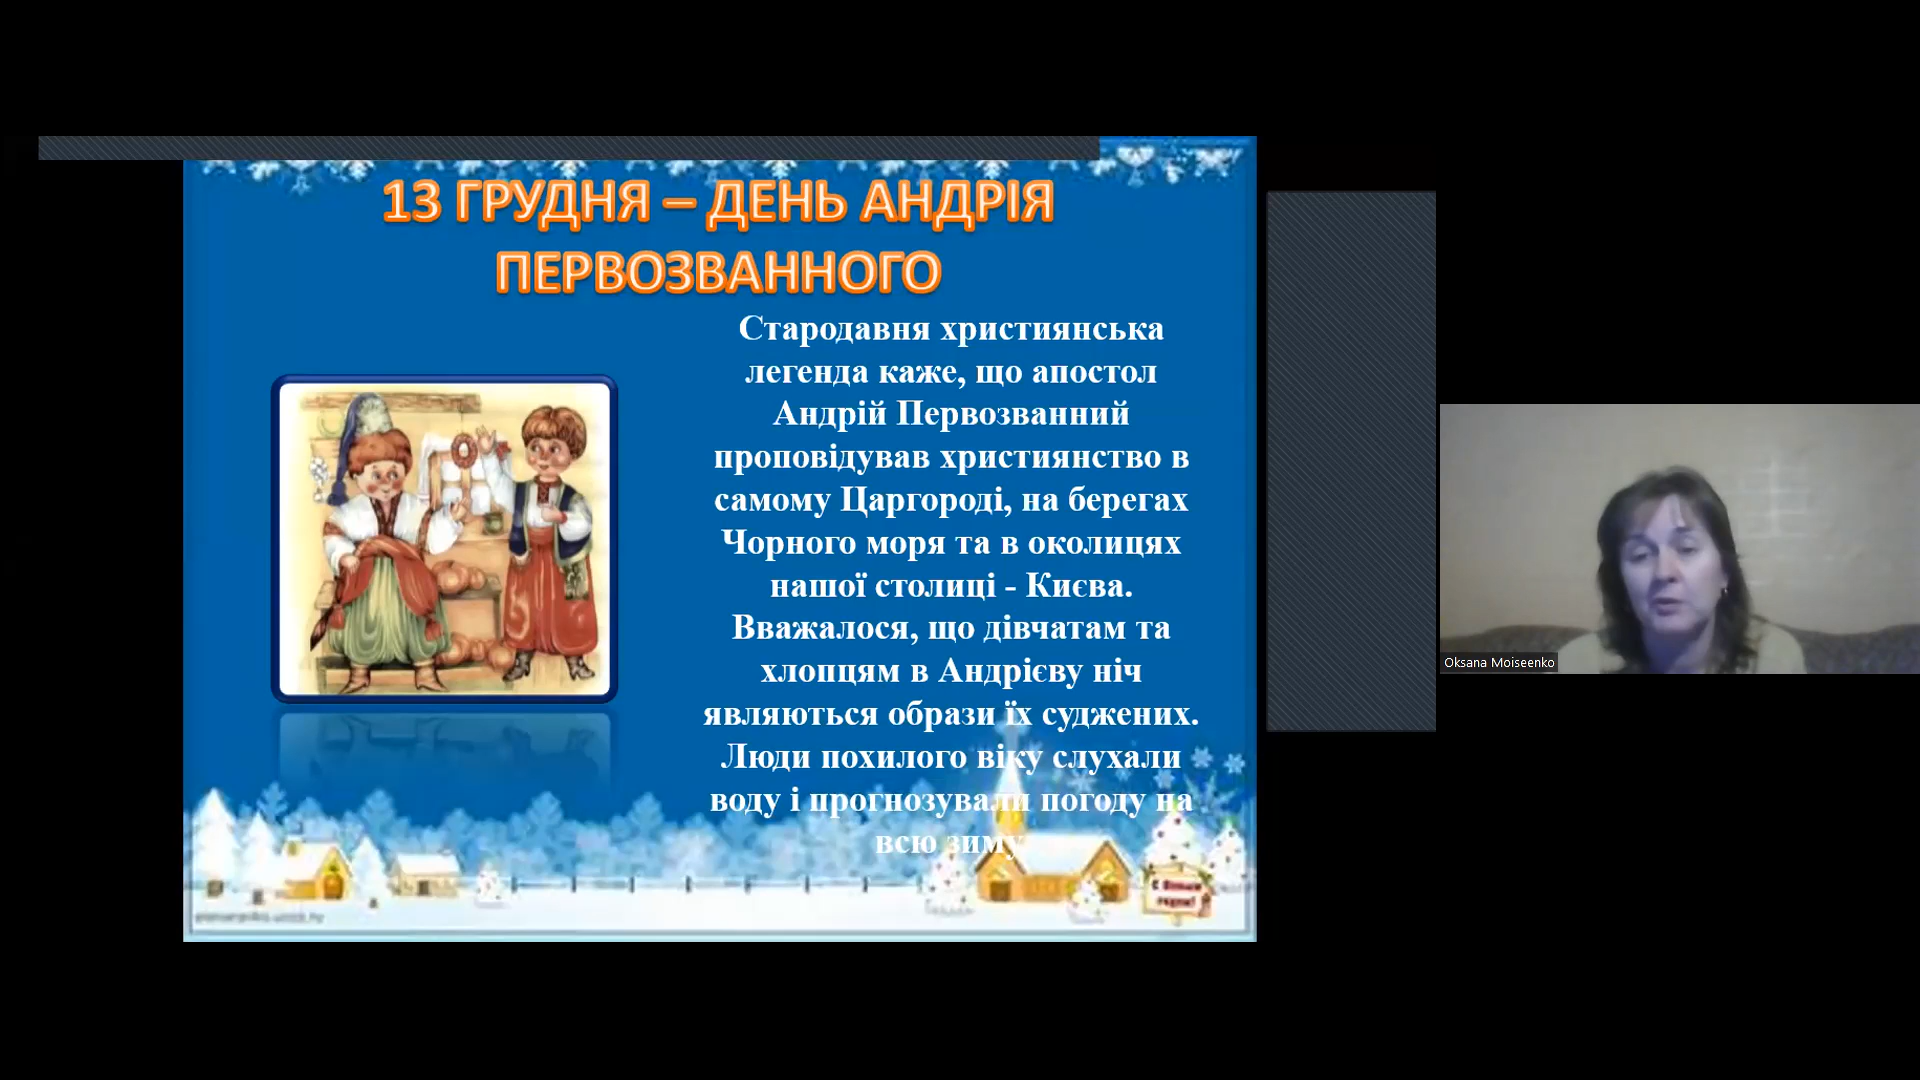 13 ГРУДНЯ – ДЕНЬ АНДРІЯ
ПЕРВОЗВАННОГО
Стародавня християнська
легенда каже, що апостол
Андрій Первозванний
проповідував християнство в
самому Царгороді, на берегах
Чорного моря та в околицях
нашої столиці - Києва.
Вважалося, що дівчатам та
хлопцям в Андрієву ніч
являються образи їх суджених.
Люди похилого віку слухали
воду і прогнозували погоду на
всю зиму
Oksana Moiseenko